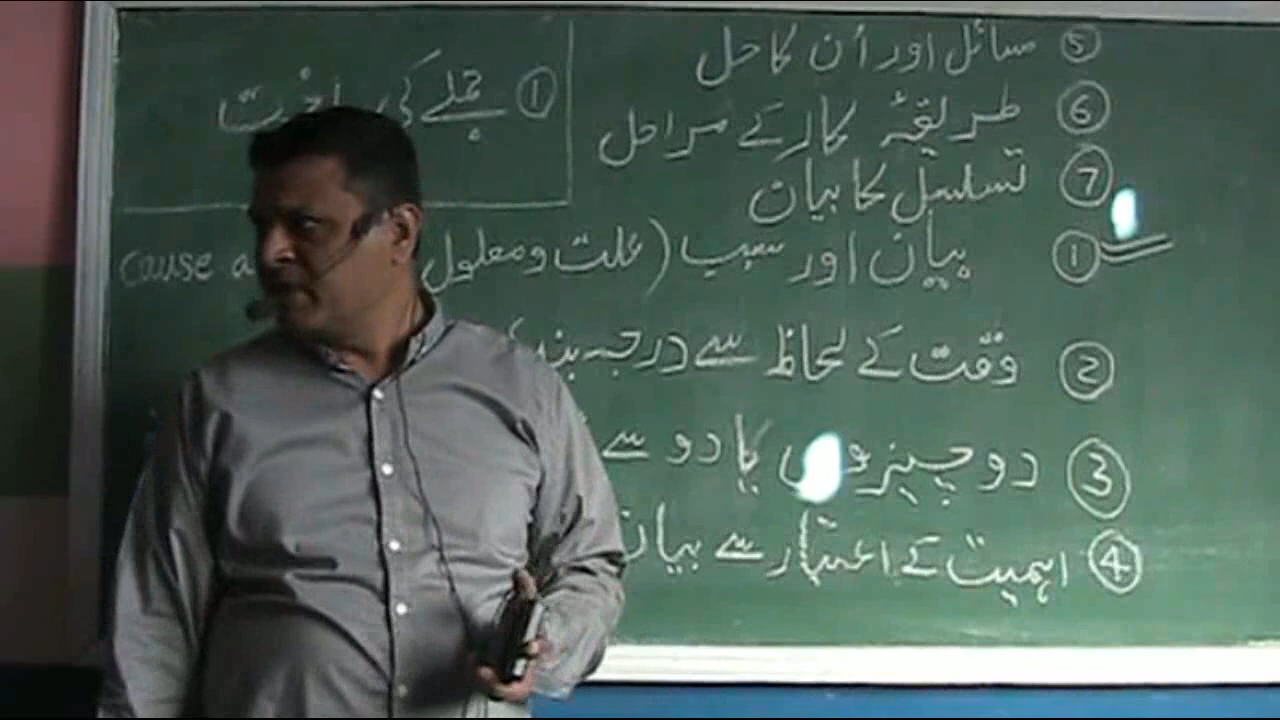 ⑤ مسائل اور اُن کا حل
⑥ طریقۂ کار کے مراحل
⑦ تسلسل کا بیان
① جملے کی
① بیان اور سبب (علت و معلول cause a
② وقت کے لحاظ سے درجہ بند
③ دو چیزوں یا دو سے
④ اہمیت کے اعتبار سے بیان